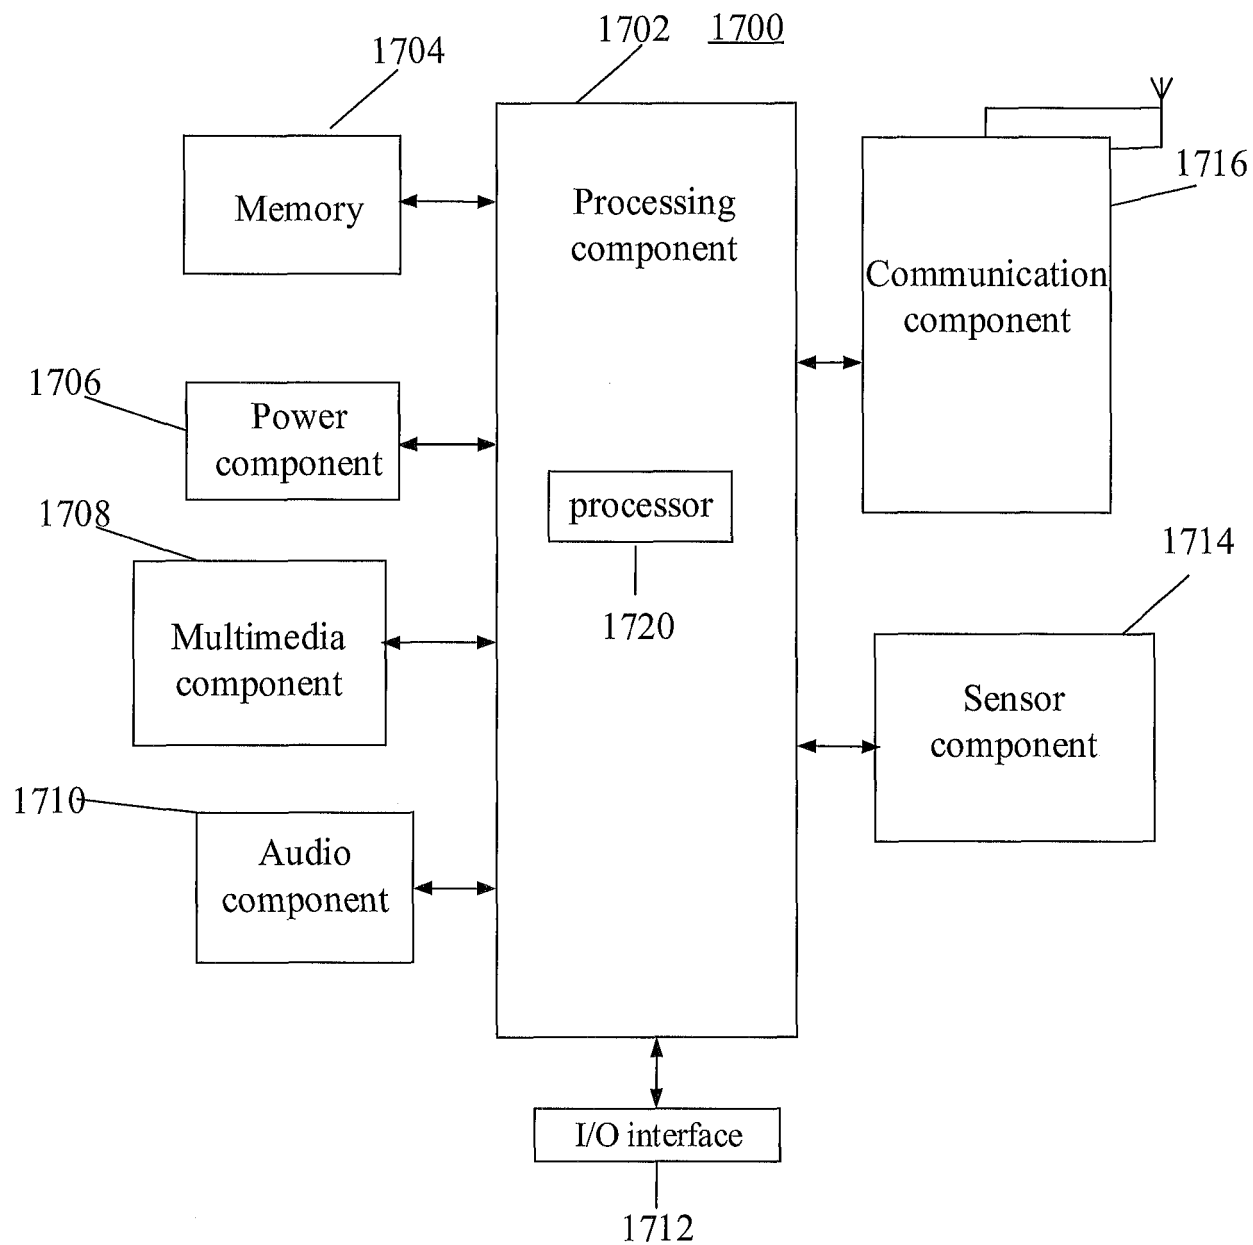 1702
1700
1704
Memory
Processing
component
1716
Communication
component
1706
Power
component
1708
processor
1720
1714
Multimedia
component
Sensor
component
1710
Audio
component
I/O interface
1712